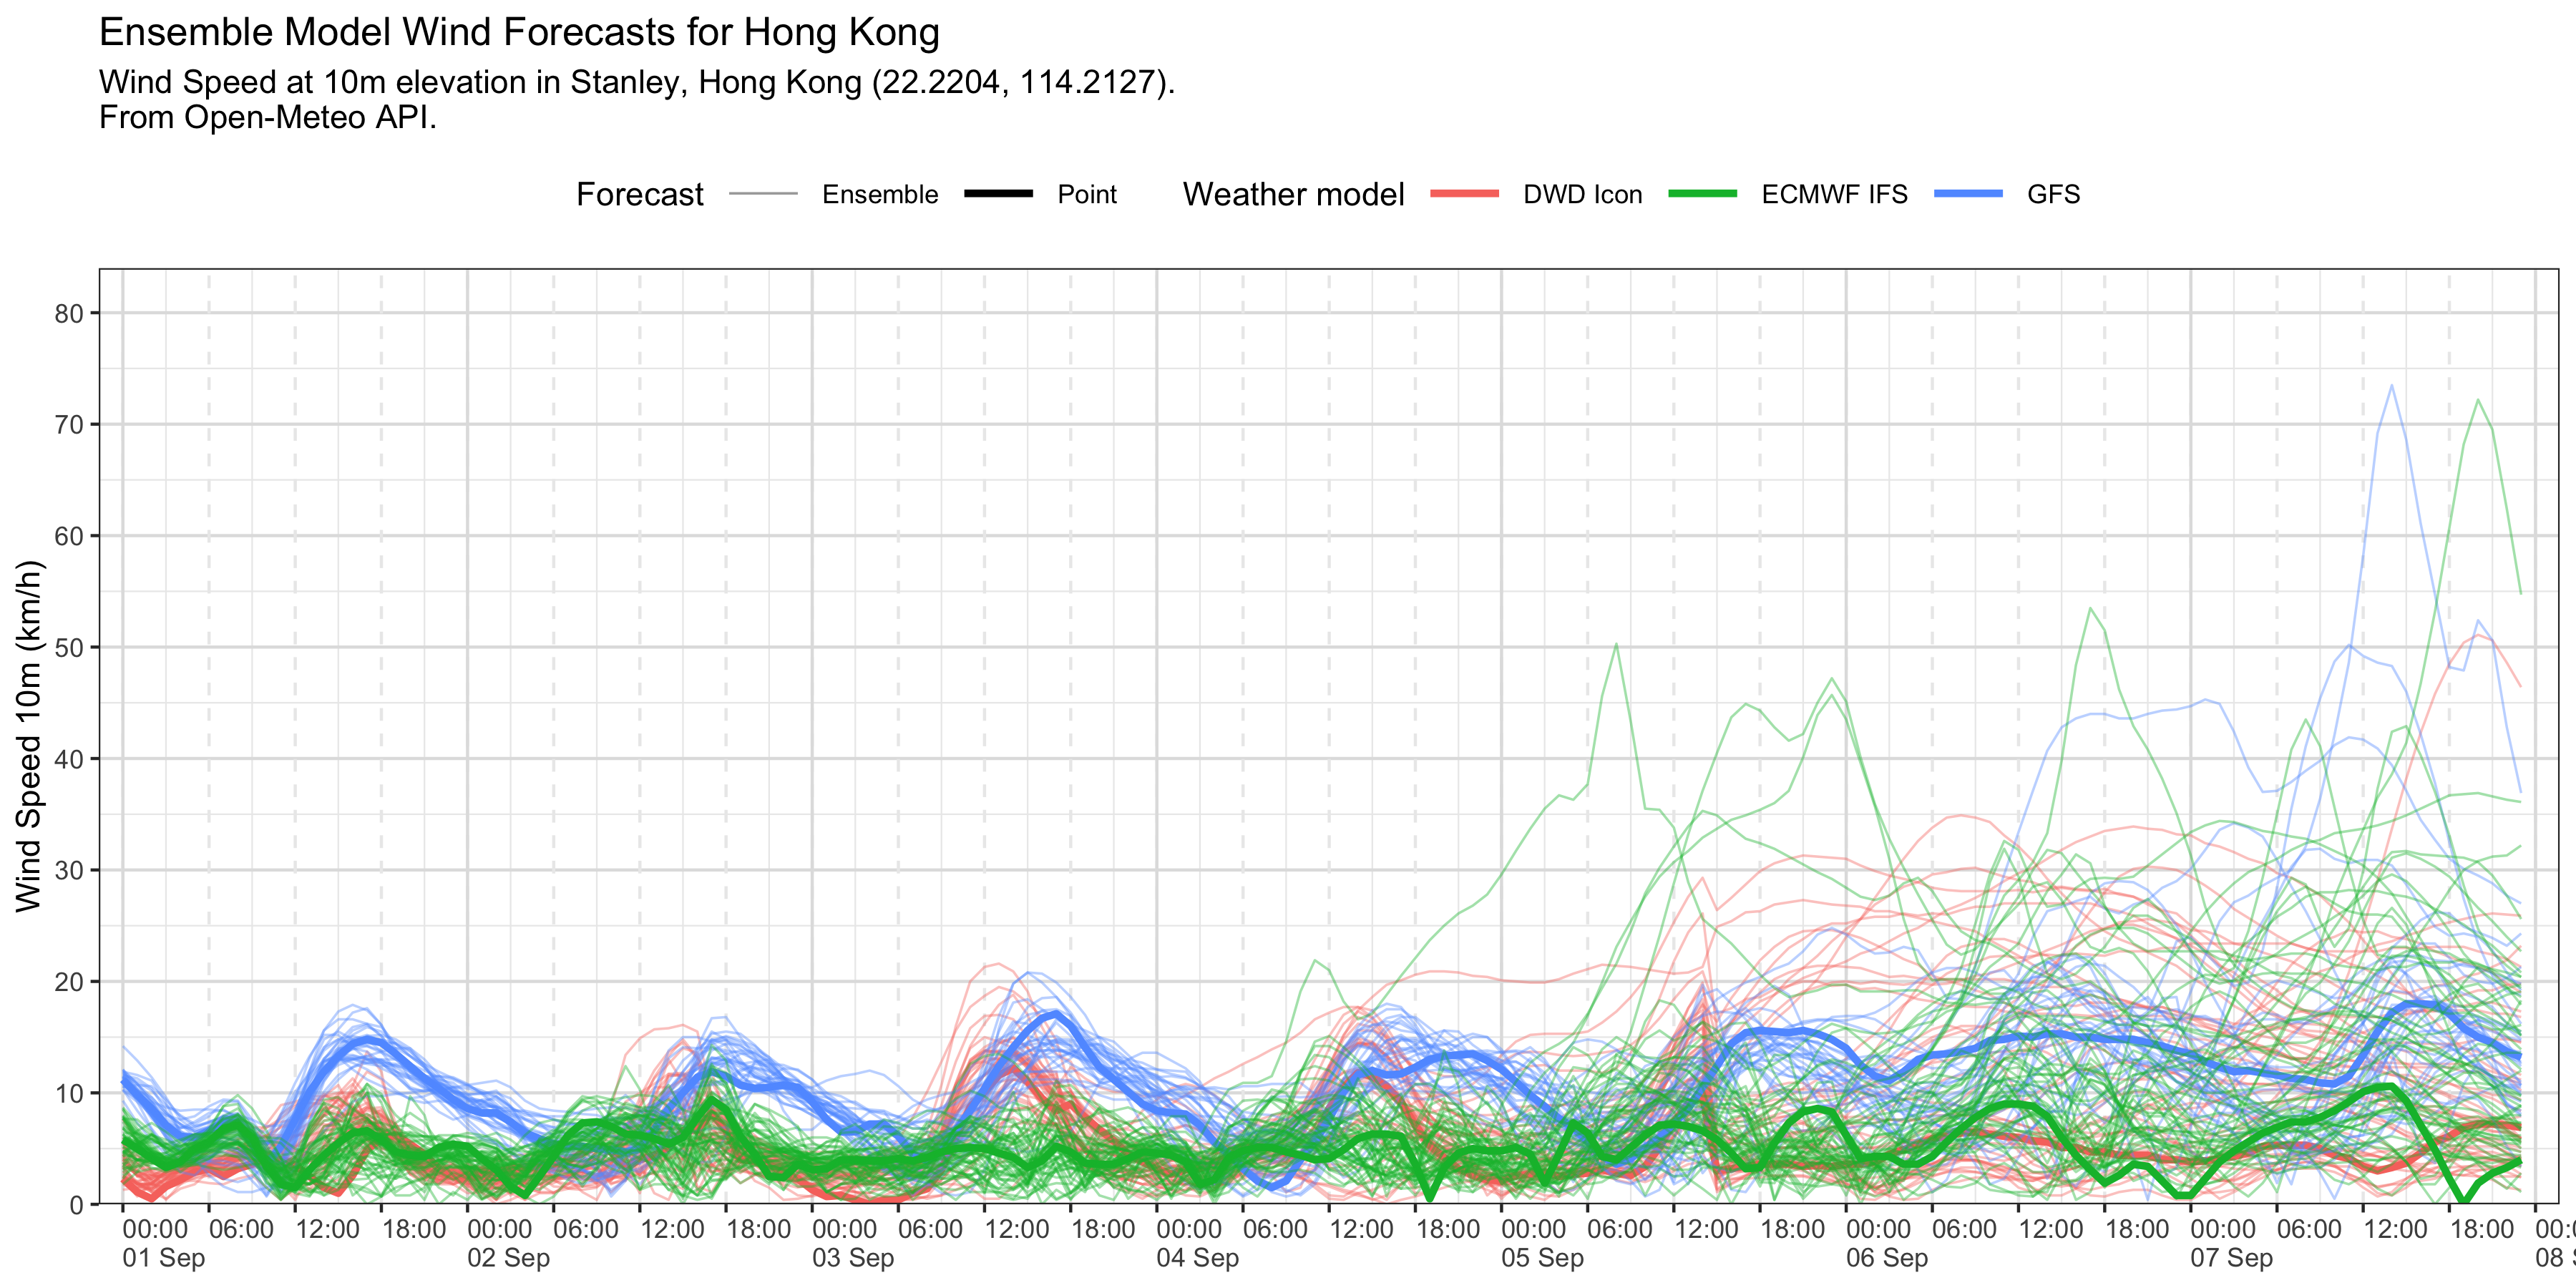 Ensemble Model Wind Forecasts for Hong Kong
Wind Speed at 10m elevation in Stanley, Hong Kong (22.2204, 114.2127).
From Open-Meteo API.
Forecast Ensemble Point Weather model DWD Icon ECMWF IFS GFS
Wind Speed 10m (km/h)
80
70
60
50
40
30
20
10
0
00:00 06:00 12:00 18:00 00:00 06:00 12:00 18:00 00:00 06:00 12:00 18:00 00:00 06:00 12:00 18:00 00:00 06:00 12:00 18:00 00:00 06:00 12:00 18:00 00:00 06:00 12:00 18:00 00:0
01 Sep 02 Sep 03 Sep 04 Sep 05 Sep 06 Sep 07 Sep 08 S